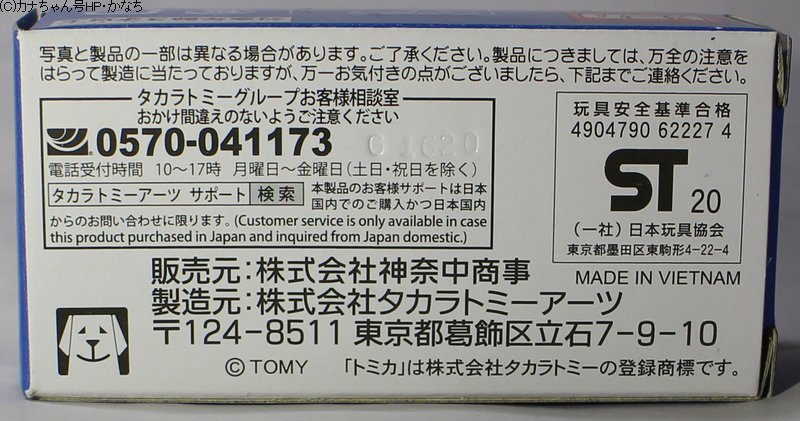 (C)カナちゃん号HP・かなち
写真と製品の一部は異なる場合があります。ご了承ください。製品につきましては、万全の注意を
はらって製造に当たっておりますが、万一お気付きの点がございましたら、下記までご連絡ください。
タカラトミーグループお客様相談室
おかけ間違えのないようご注意ください
0570-041173
電話受付時間 10～17時 月曜日～金曜日(土日・祝日を除く)
タカラトミーアーツ サポート 検索 本製品のお客様サポートは日本
国内でのご購入かつ日本国内
からのお問い合わせに限ります。(Customer service is only available in case
this product purchased in Japan and inquired from Japan domestic.)
玩具安全基準合格
4904790 62227 4
ST 20
(一社)日本玩具協会
東京都墨田区東駒形4-22-4
MADE IN VIETNAM
販売元:株式会社神奈中商事
製造元:株式会社タカラトミーアーツ
〒124-8511 東京都葛飾区立石7-9-10
© TOMY 「トミカ」は株式会社タカラトミーの登録商標です。